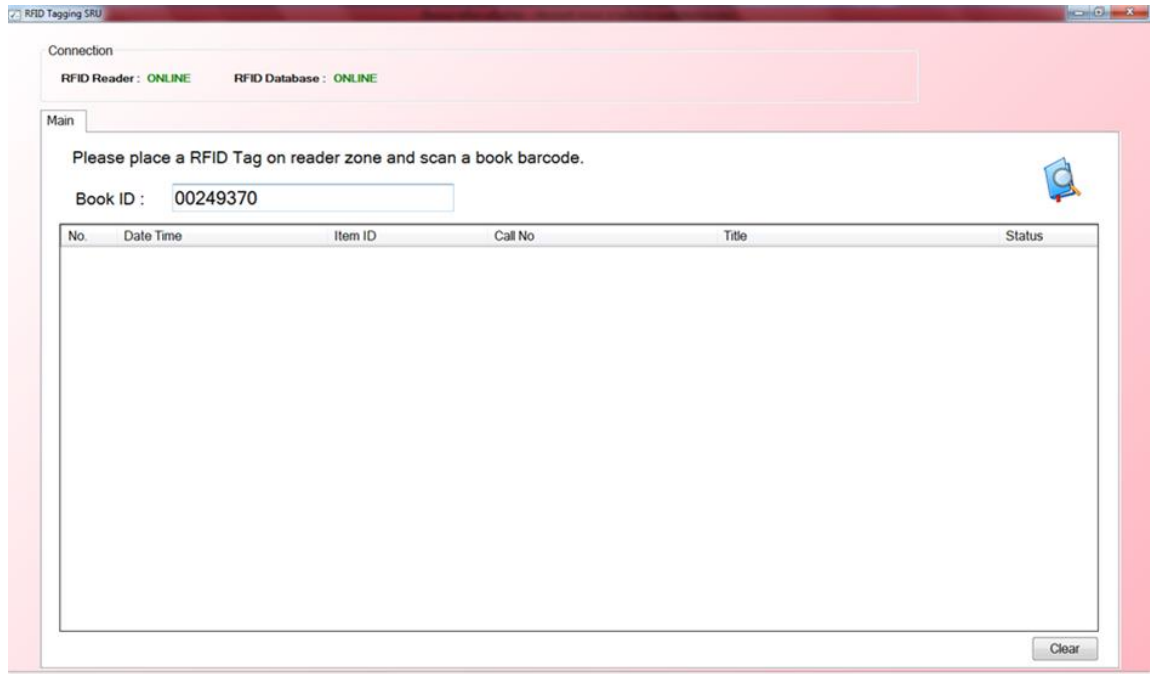 RFID Tagging SRU
Connection
RFID Reader : ONLINE RFID Database : ONLINE
Main
Please place a RFID Tag on reader zone and scan a book barcode.
Book ID : 00249370
No. Date Time Item ID Call No Title Status
Clear